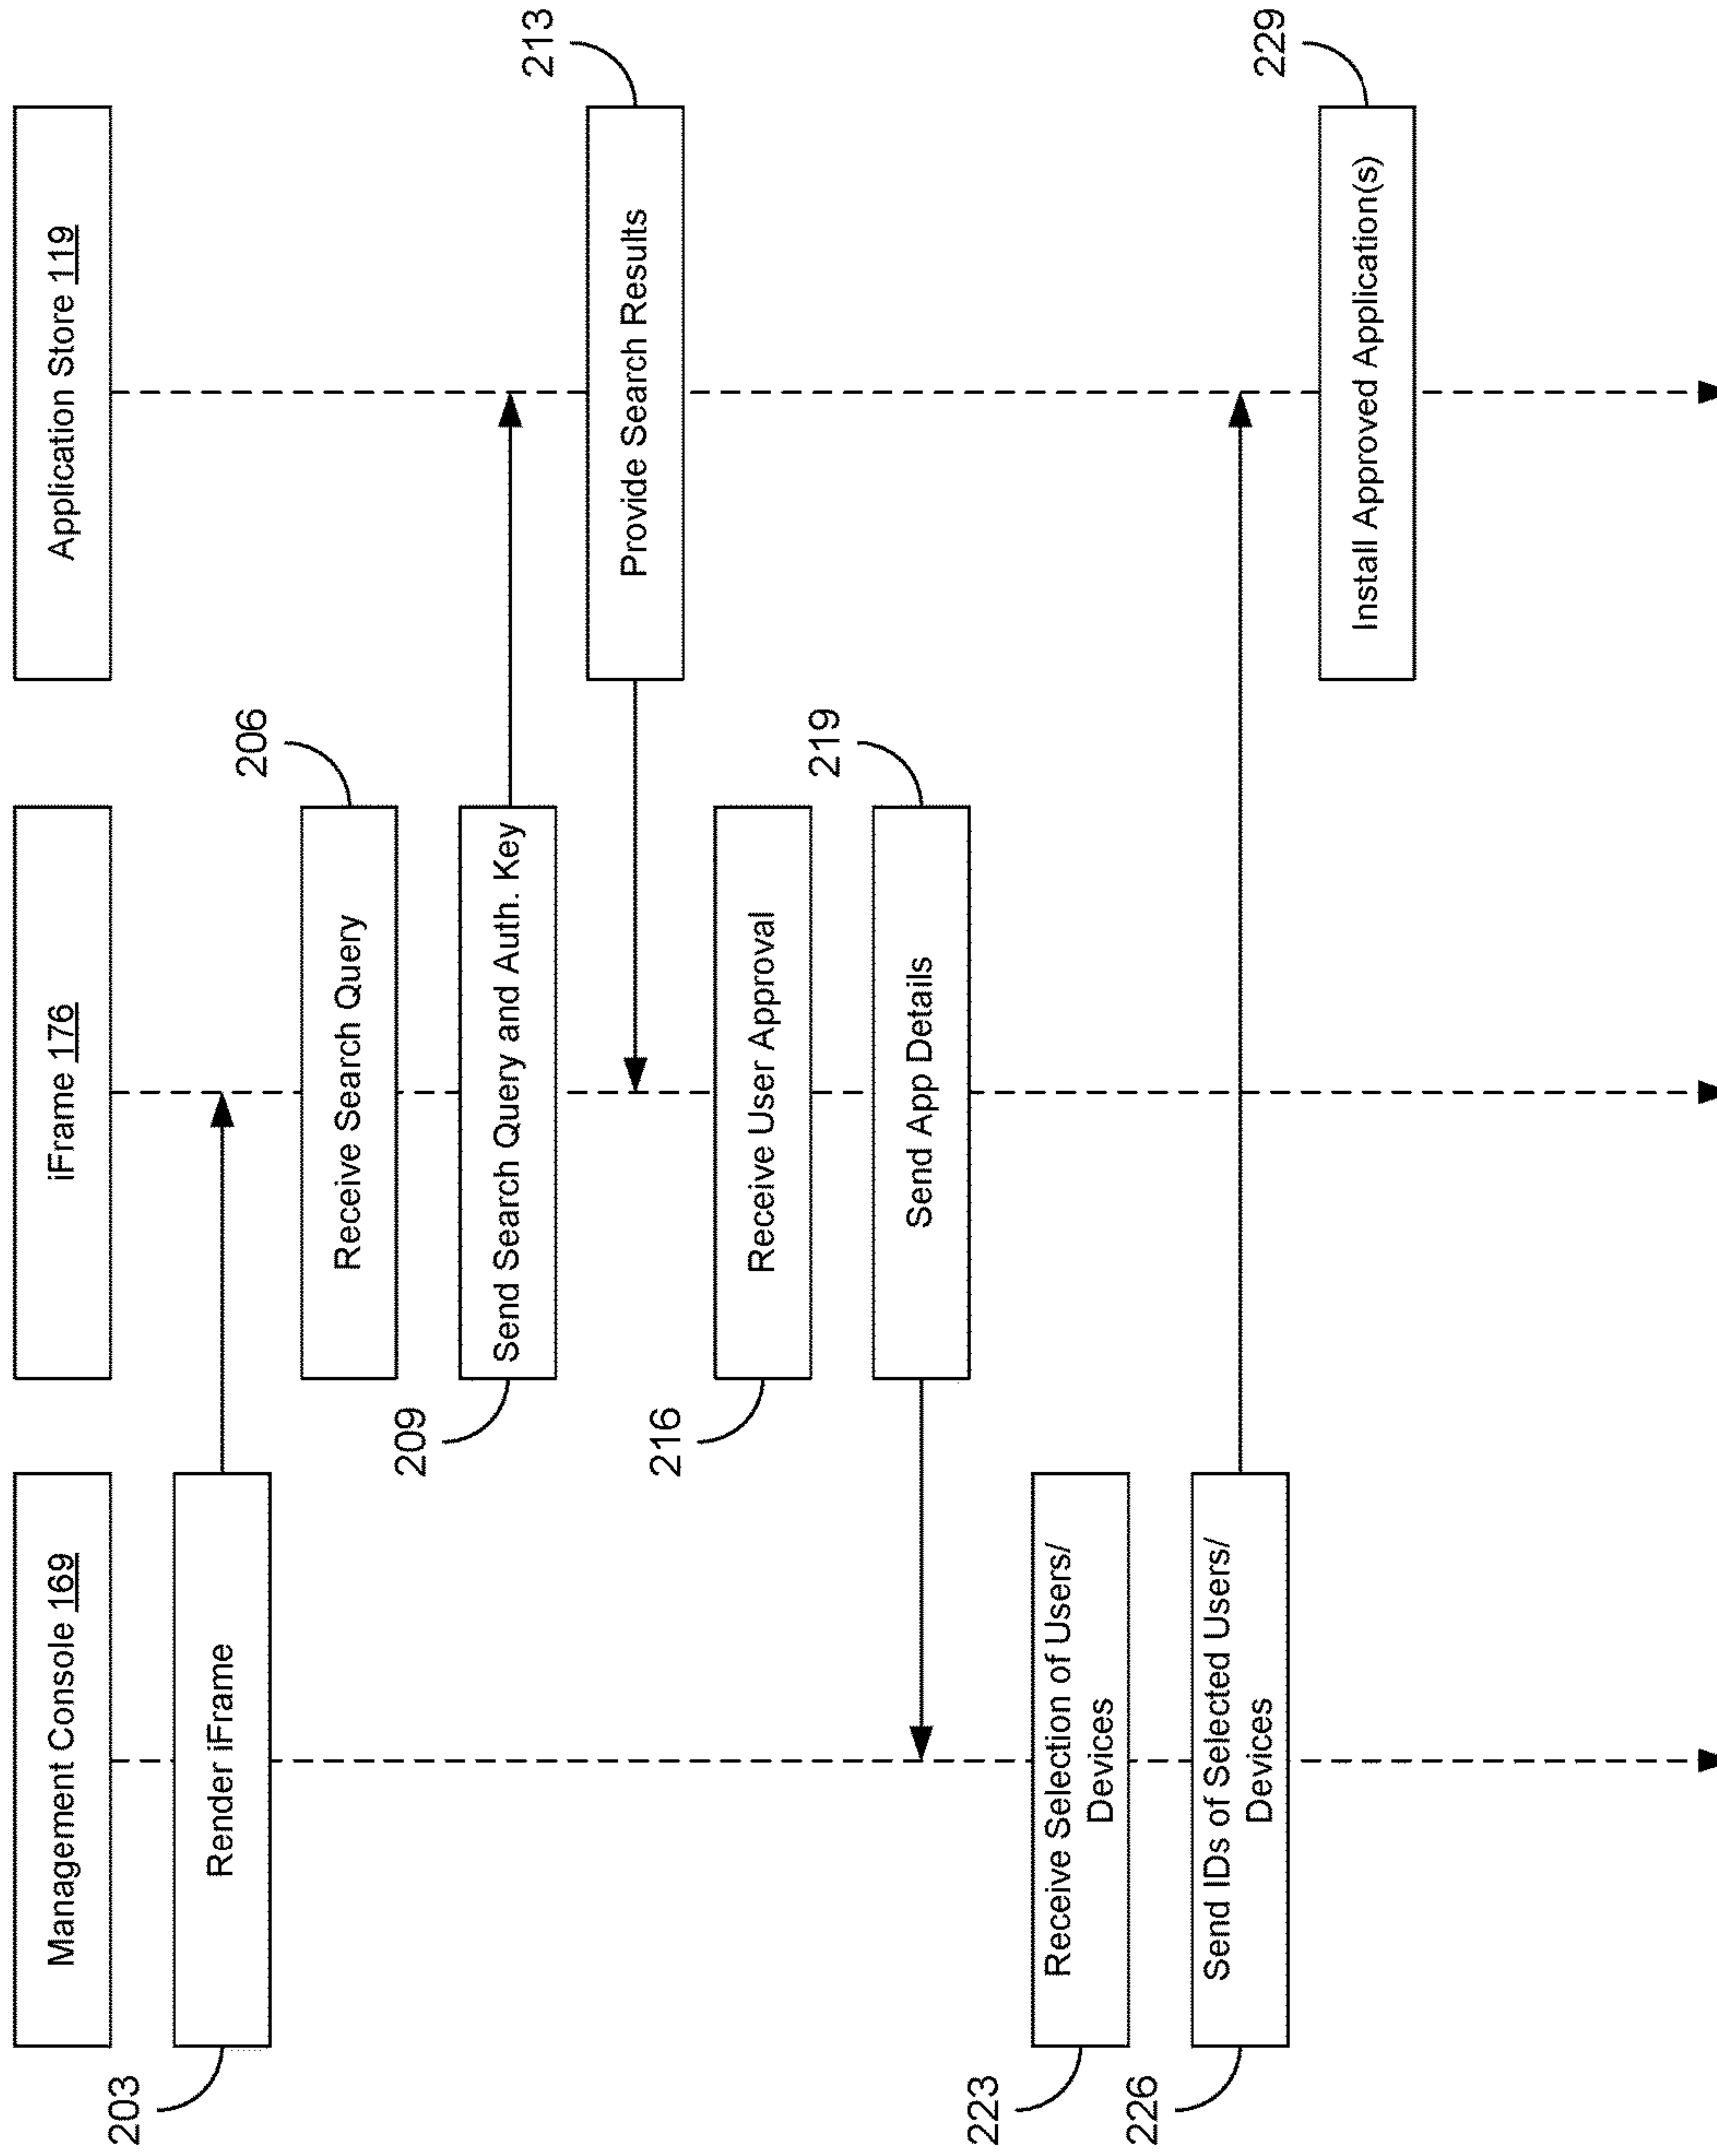 Management Console 169
iFrame 176
Application Store 119
203
Render iFrame
206
Receive Search Query
209
Send Search Query and Auth. Key
213
Provide Search Results
216
Receive User Approval
219
Send App Details
223
Receive Selection of Users/
Devices
226
Send IDs of Selected Users/
Devices
229
Install Approved Application(s)